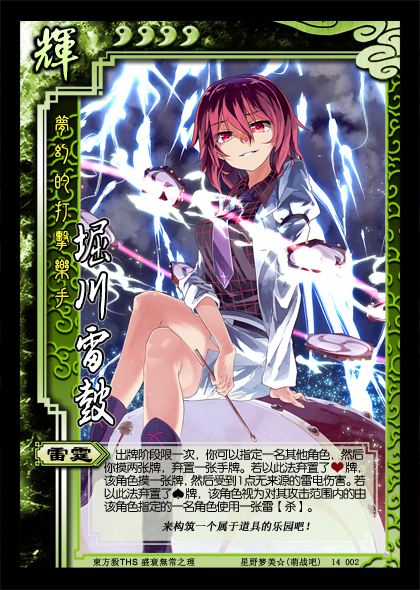 輝
夢幻的打擊樂手
堀川雷鼓
雷霆
出牌阶段限一次，你可以指定一名其他角色，然后
你摸两张牌，弃置一张手牌。若以此法弃置了♥牌，
该角色摸一张牌，然后受到1点无来源的雷电伤害。若
以此法弃置了♠牌，该角色视为对其攻击范围内的由
该角色指定的一名角色使用一张雷【杀】。
来构筑一个属于道具的乐园吧！
東方殺THS 盛衰無常之理 星野梦美☆(萌战吧) 14 002